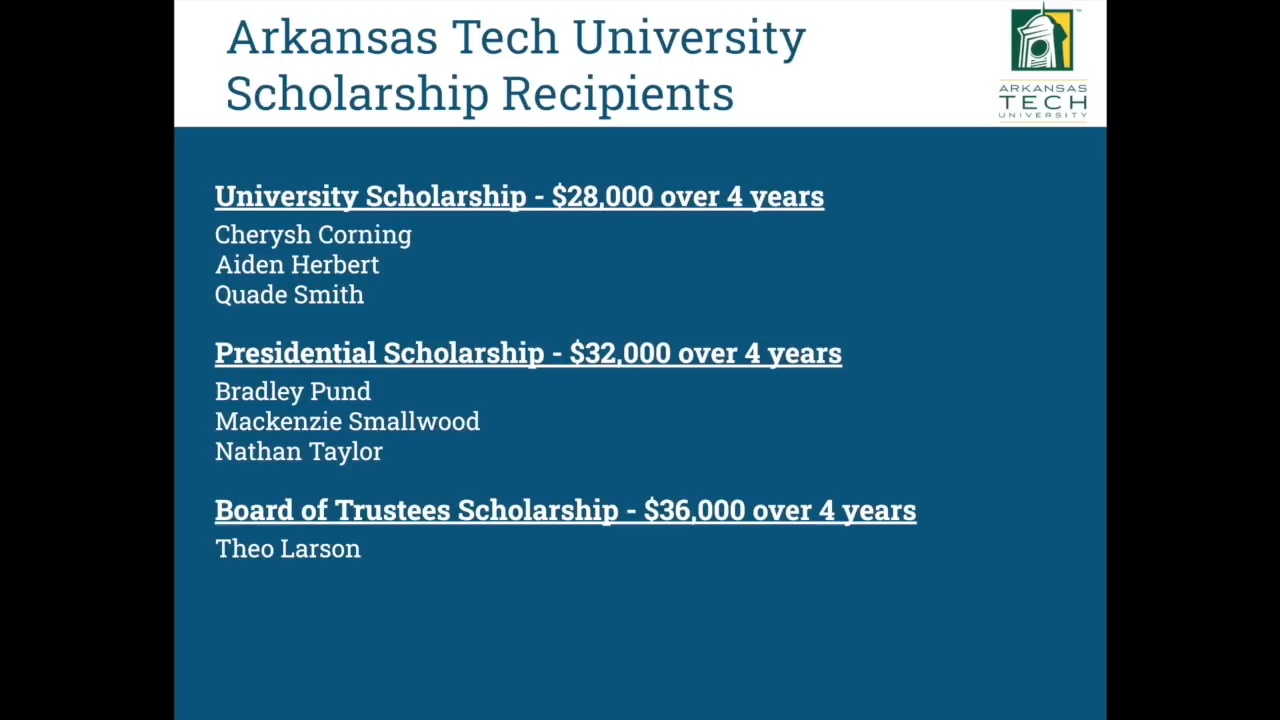 Arkansas Tech University
Scholarship Recipients
ARKANSAS
TECH
UNIVERSITY
University Scholarship - $28,000 over 4 years
Cherysh Corning
Aiden Herbert
Quade Smith
Presidential Scholarship - $32,000 over 4 years
Bradley Pund
Mackenzie Smallwood
Nathan Taylor
Board of Trustees Scholarship - $36,000 over 4 years
Theo Larson